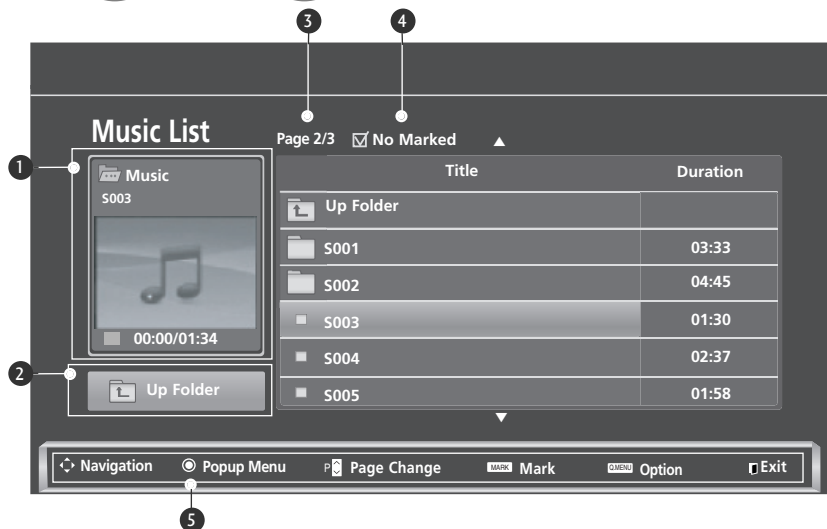 3 4
Music List
Page 2/3 No Marked
1
Music
S003
00:00/01:34
2
Up Folder
Title Duration
Up Folder
S001 03:33
S002 04:45
S003 01:30
S004 02:37
S005 01:58
Navigation Popup Menu P Page Change MARK Mark Q.MENU Option Exit
5